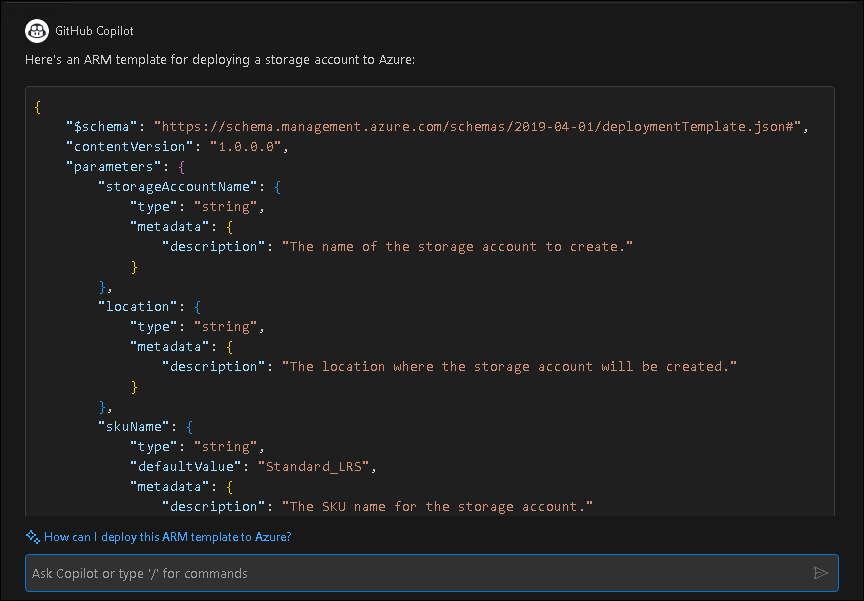 GitHub Copilot
Here's an ARM template for deploying a storage account to Azure:
{
    "$schema": "https://schema.management.azure.com/schemas/2019-04-01/deploymentTemplate.json#",
    "contentVersion": "1.0.0.0",
    "parameters": {
        "storageAccountName": {
            "type": "string",
            "metadata": {
                "description": "The name of the storage account to create."
            }
        },
        "location": {
            "type": "string",
            "metadata": {
                "description": "The location where the storage account will be created."
            }
        },
        "skuName": {
            "type": "string",
            "defaultValue": "Standard_LRS",
            "metadata": {
                "description": "The SKU name for the storage account."
How can I deploy this ARM template to Azure?
Ask Copilot or type '/' for commands